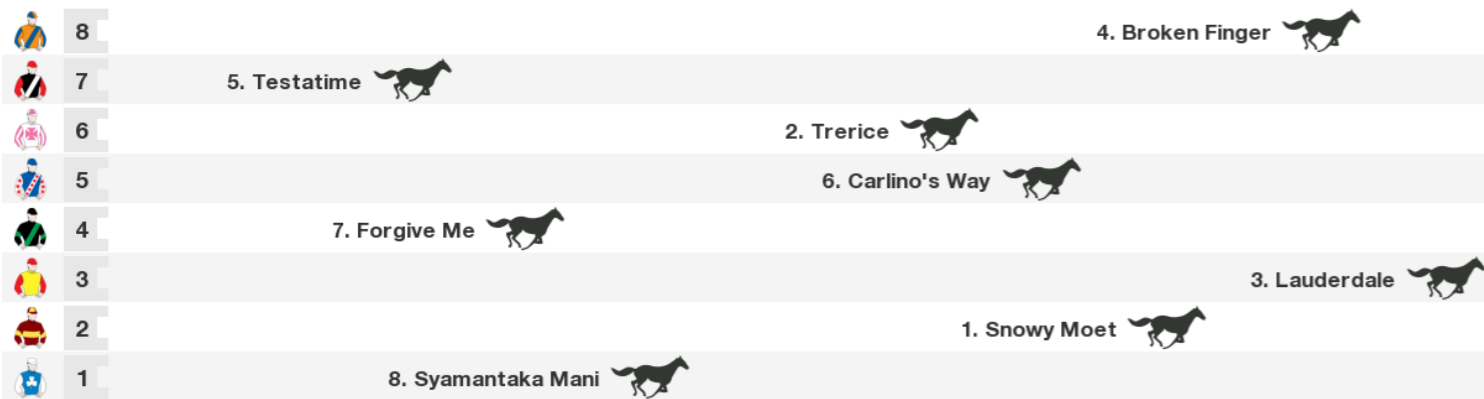 8 4. Broken Finger
7 5. Testatime
6 2. Trerice
5 6. Carlino's Way
4 7. Forgive Me
3 3. Lauderdale
2 1. Snowy Moet
1 8. Syamantaka Mani